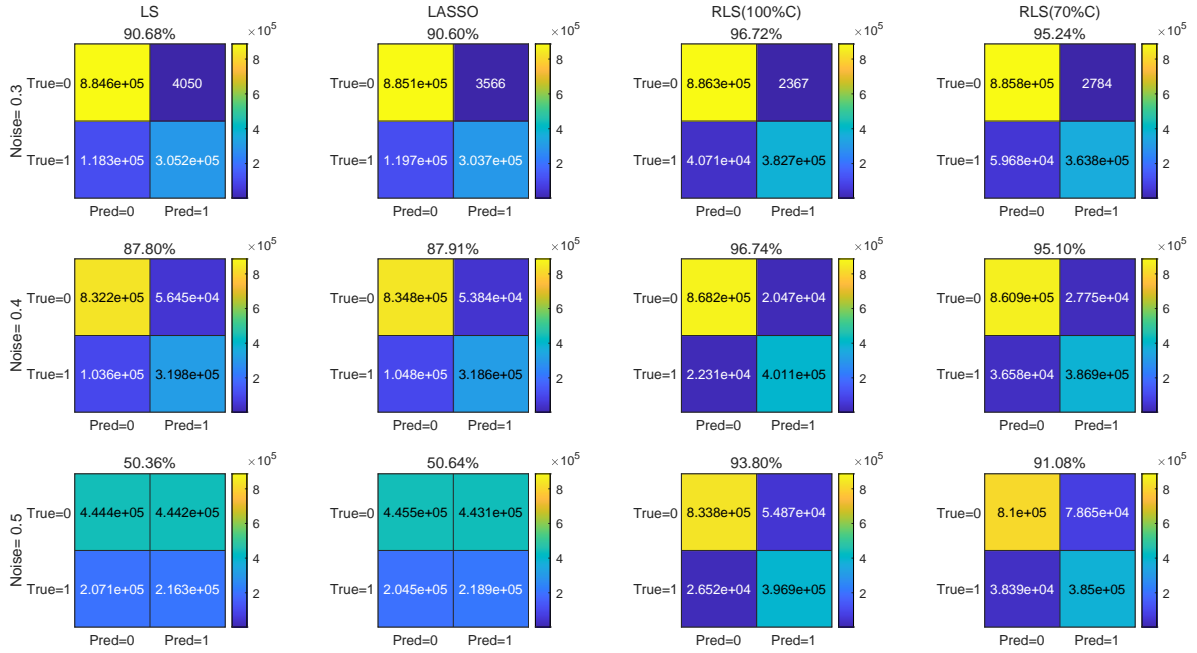 LS LASSO RLS(100%C) RLS(70%C)
90.68% 90.60% 96.72% 95.24%
×10^5 ×10^5 ×10^5 ×10^5
Noise= 0.3
True=0 8.846e+05 4050 8 True=0 8.851e+05 3566 8 True=0 8.863e+05 2367 8 True=0 8.858e+05 2784 8
6 6 6 6
4 4 4 4
True=1 1.183e+05 3.052e+05 2 True=1 1.197e+05 3.037e+05 2 True=1 4.071e+04 3.827e+05 2 True=1 5.968e+04 3.638e+05 2
Pred=0 Pred=1 Pred=0 Pred=1 Pred=0 Pred=1 Pred=0 Pred=1
87.80% 87.91% 96.74% 95.10%
×10^5 ×10^5 ×10^5 ×10^5
Noise= 0.4
True=0 8.322e+05 5.645e+04 8 True=0 8.348e+05 5.384e+04 8 True=0 8.682e+05 2.047e+04 8 True=0 8.609e+05 2.775e+04 8
6 6 6 6
4 4 4 4
True=1 1.036e+05 3.198e+05 2 True=1 1.048e+05 3.186e+05 2 True=1 2.231e+04 4.011e+05 2 True=1 3.658e+04 3.869e+05 2
Pred=0 Pred=1 Pred=0 Pred=1 Pred=0 Pred=1 Pred=0 Pred=1
50.36% 50.64% 93.80% 91.08%
×10^5 ×10^5 ×10^5 ×10^5
Noise= 0.5
True=0 4.444e+05 4.442e+05 8 True=0 4.455e+05 4.431e+05 8 True=0 8.338e+05 5.487e+04 8 True=0 8.1e+05 7.865e+04 8
6 6 6 6
4 4 4 4
True=1 2.071e+05 2.163e+05 2 True=1 2.045e+05 2.189e+05 2 True=1 2.652e+04 3.969e+05 2 True=1 3.839e+04 3.85e+05 2
Pred=0 Pred=1 Pred=0 Pred=1 Pred=0 Pred=1 Pred=0 Pred=1